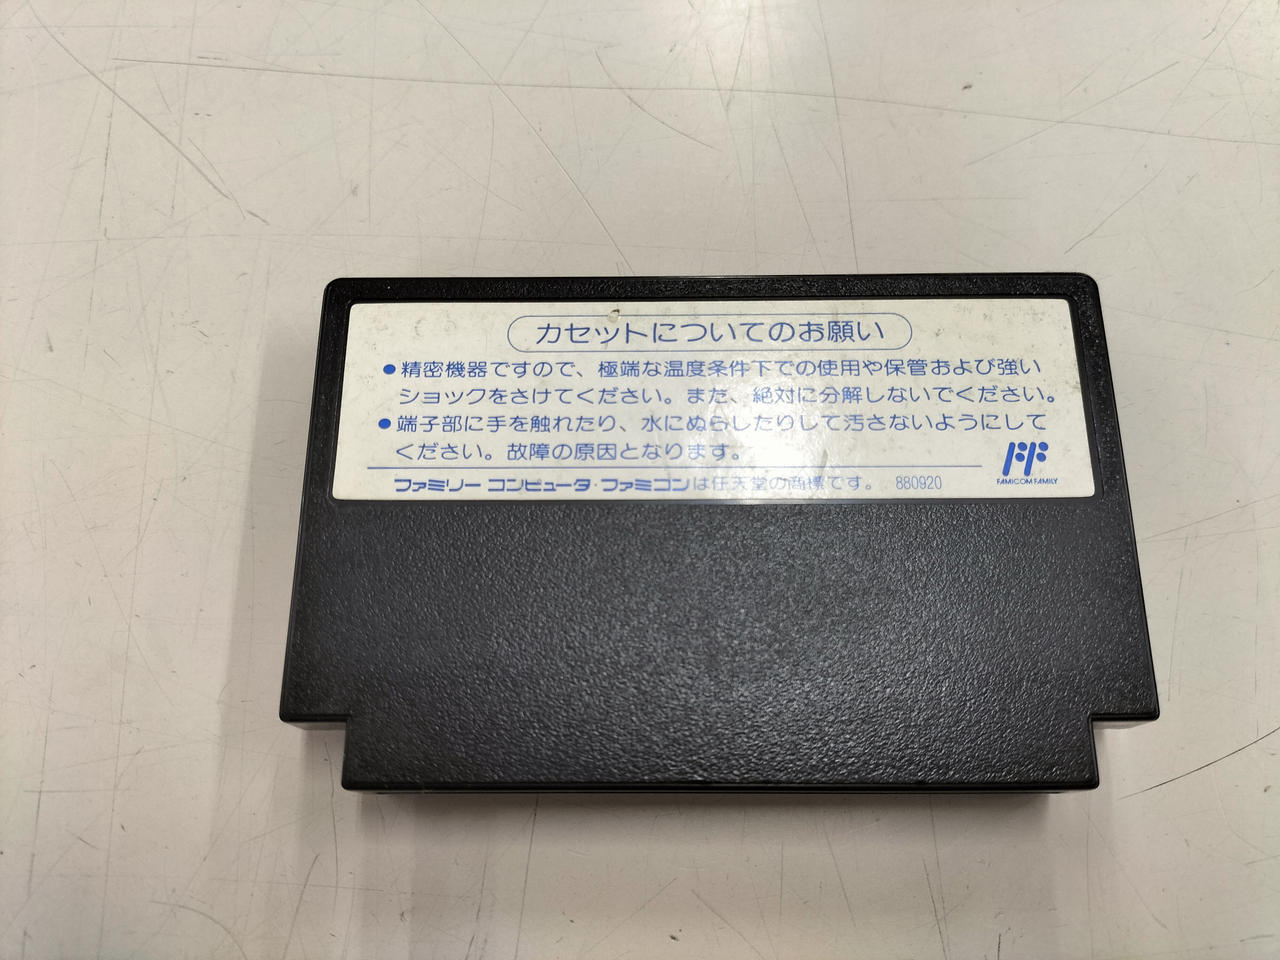 カセットについてのお願い
●精密機器ですので、極端な温度条件下での使用や保管および強い
ショックをさけてください。また、絶対に分解しないでください。
●端子部に手を触れたり、水にぬらしたりして汚さないようにして
ください。故障の原因となります。
ファミリー コンピュータ・ファミコンは任天堂の商標です。 880920
FF
FAMICOM FAMILY